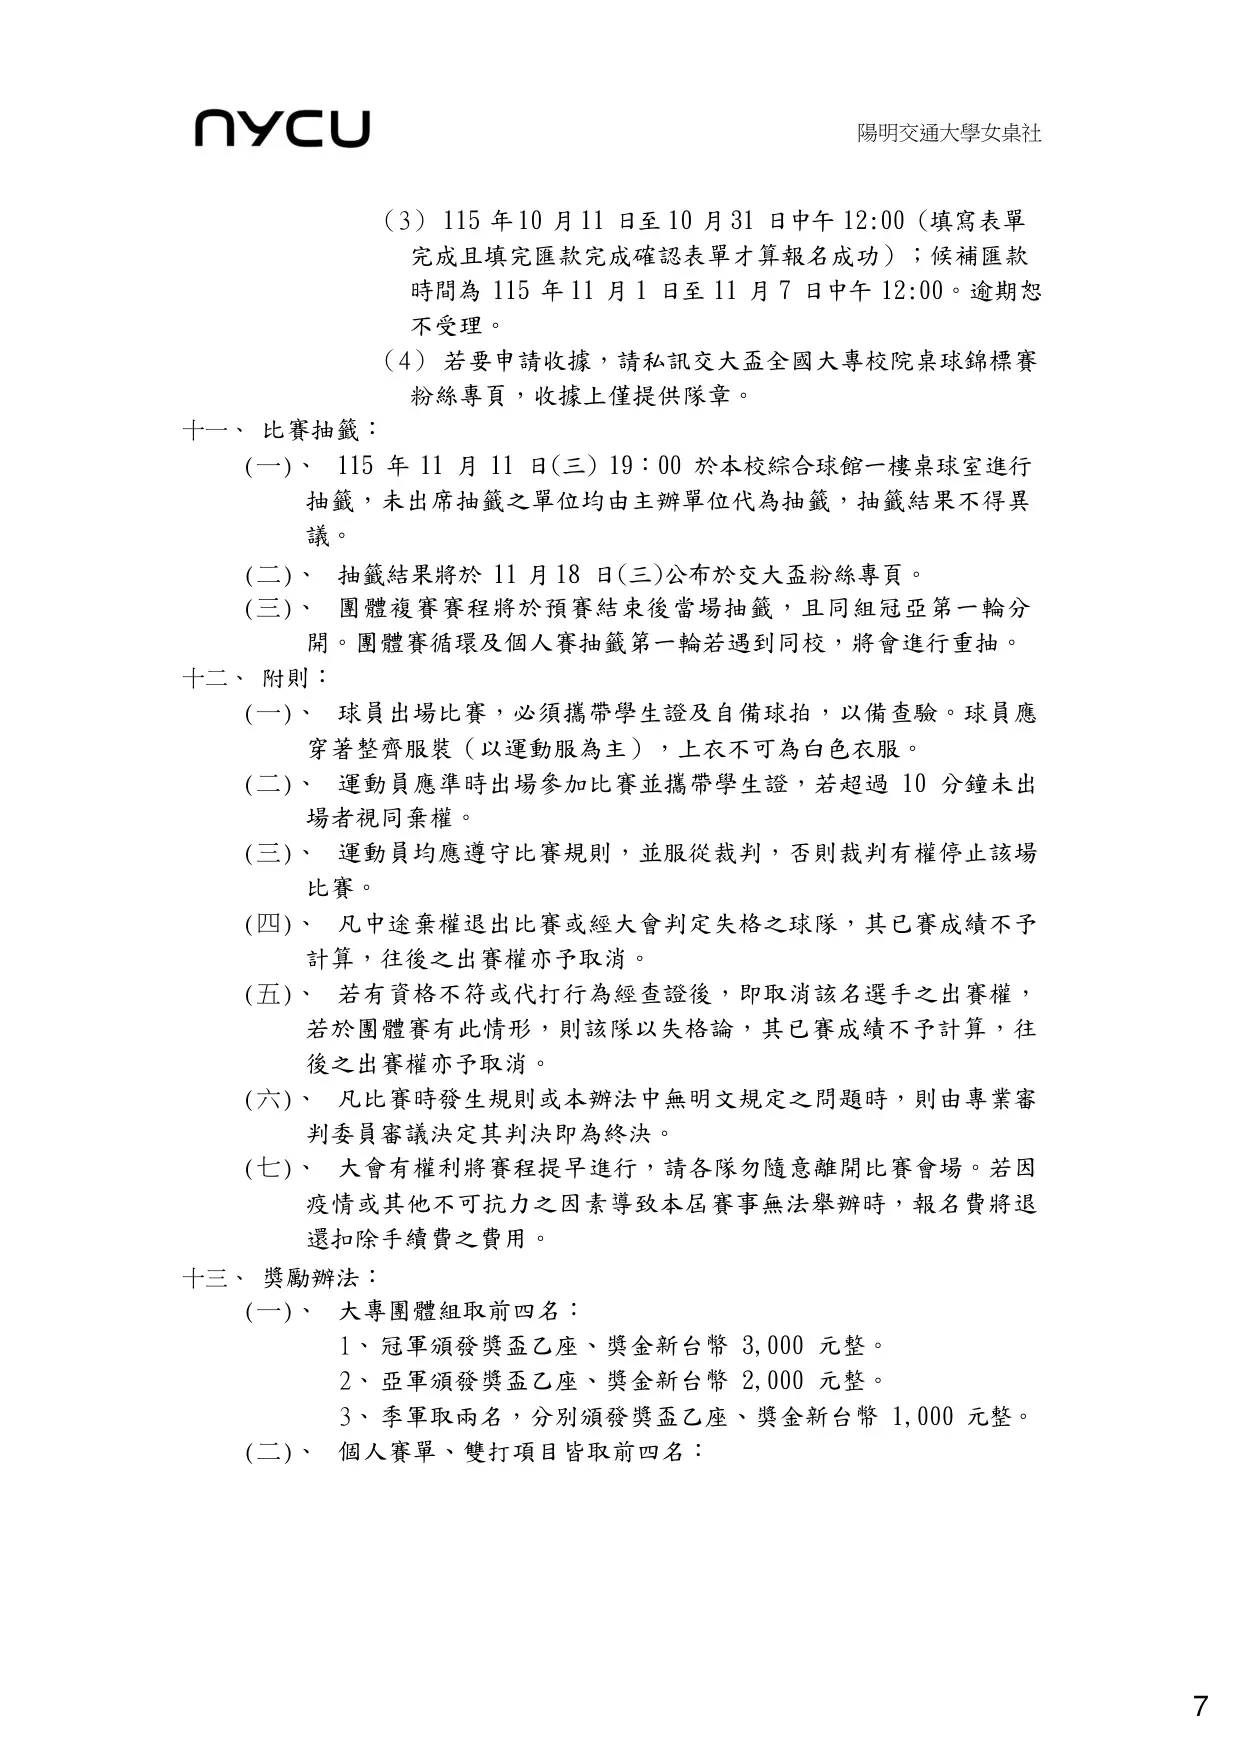 NYCU
陽明交通大學女桌社
（3） 115 年10 月11 日至10 月31 日中午12:00（填寫表單
完成且填完匯款完成確認表單才算報名成功）；候補匯款
時間為 115 年11 月1 日至11 月7 日中午12:00。逾期恕
不受理。
（4） 若要申請收據，請私訊交大盃全國大專校院桌球錦標賽
粉絲專頁，收據上僅提供隊章。
十一、 比賽抽籤：
(一)、 115 年 11 月 11 日(三) 19：00 於本校綜合球館一樓桌球室進行
抽籤，未出席抽籤之單位均由主辦單位代為抽籤，抽籤結果不得異
議。
(二)、 抽籤結果將於 11 月18 日(三)公布於交大盃粉絲專頁。
(三)、 團體複賽賽程將於預賽結束後當場抽籤，且同組冠亞第一輪分
開。團體賽循環及個人賽抽籤第一輪若遇到同校，將會進行重抽。
十二、 附則：
(一)、 球員出場比賽，必須攜帶學生證及自備球拍，以備查驗。球員應
穿著整齊服裝（以運動服為主），上衣不可為白色衣服。
(二)、 運動員應準時出場參加比賽並攜帶學生證，若超過 10 分鐘未出
場者視同棄權。
(三)、 運動員均應遵守比賽規則，並服從裁判，否則裁判有權停止該場
比賽。
(四)、 凡中途棄權退出比賽或經大會判定失格之球隊，其已賽成績不予
計算，往後之出賽權亦予取消。
(五)、 若有資格不符或代打行為經查證後，即取消該名選手之出賽權，
若於團體賽有此情形，則該隊以失格論，其已賽成績不予計算，往
後之出賽權亦予取消。
(六)、 凡比賽時發生規則或本辦法中無明文規定之問題時，則由專業審
判委員審議決定其判決即為終決。
(七)、 大會有權利將賽程提早進行，請各隊勿隨意離開比賽會場。若因
疫情或其他不可抗力之因素導致本屆賽事無法舉辦時，報名費將退
還扣除手續費之費用。
十三、 獎勵辦法：
(一)、 大專團體組取前四名：
1、冠軍頒發獎盃乙座、獎金新台幣 3,000 元整。
2、亞軍頒發獎盃乙座、獎金新台幣 2,000 元整。
3、季軍取兩名，分別頒發獎盃乙座、獎金新台幣 1,000 元整。
(二)、 個人賽單、雙打項目皆取前四名：
7